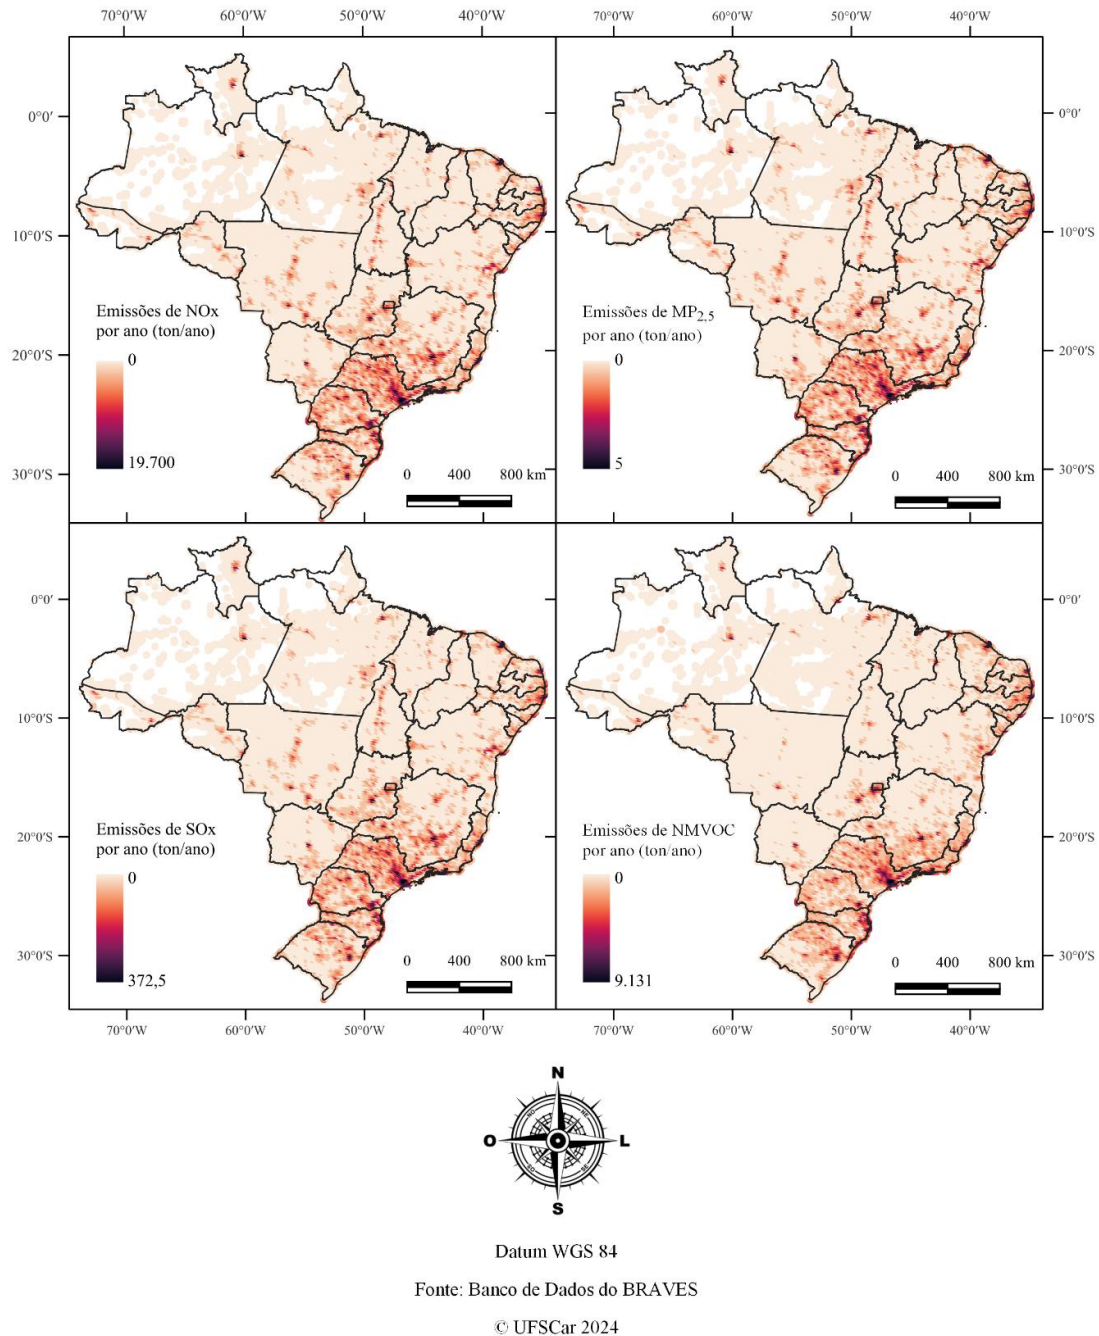 70°0'W 60°0'W 50°0'W 40°0'W 70°0'W 60°0'W 50°0'W 40°0'W
0°0'
10°0'S
20°0'S
30°0'S
Emissões de NOx
por ano (ton/ano)
0
19.700
0 400 800 km
Emissões de MP2,5
por ano (ton/ano)
0
5
0 400 800 km
0°0'
10°0'S
20°0'S
30°0'S
0°0'
10°0'S
20°0'S
30°0'S
Emissões de SOx
por ano (ton/ano)
0
372,5
0 400 800 km
Emissões de NMVOC
por ano (ton/ano)
0
9.131
0 400 800 km
0°0'
10°0'S
20°0'S
30°0'S
70°0'W 60°0'W 50°0'W 40°0'W 70°0'W 60°0'W 50°0'W 40°0'W
N
NO NE
O L
SO SE
S
Datum WGS 84
Fonte: Banco de Dados do BRAVES
© UFSCar 2024